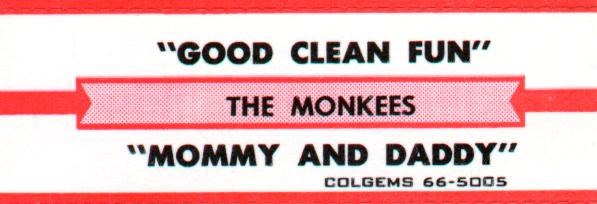 "GOOD CLEAN FUN"
THE MONKEES
"MOMMY AND DADDY"
COLGEMS 66-5005